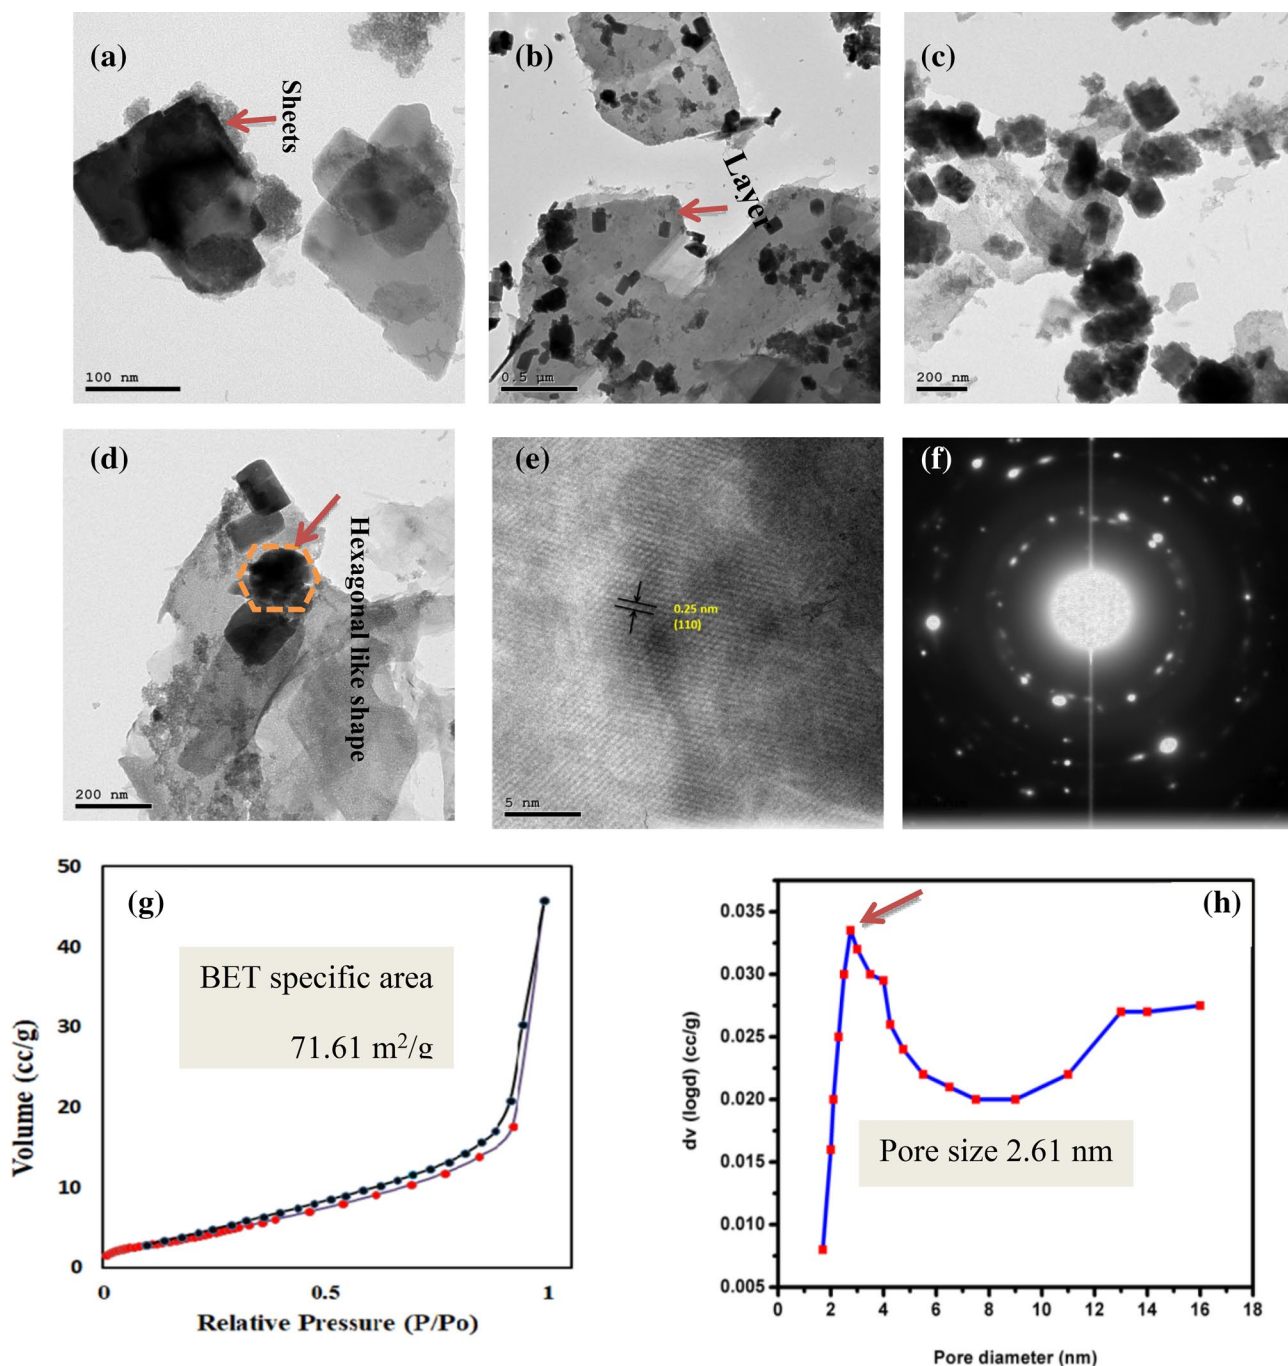 (a)
Sheets
100 nm
(b)
Layer
0.5 µm
(c)
200 nm
(d)
Hexagonal like shape
200 nm
(e)
0.25 nm
(110)
5 nm
(f)
(g)
BET specific area
71.61 m²/g
50
40
30
20
10
0
Volume (cc/g)
0
0.5
1
Relative Pressure (P/Po)
(h)
0.035
0.030
0.025
0.020
0.015
0.010
0.005
dv (logd) (cc/g)
Pore size 2.61 nm
0 2 4 6 8 10 12 14 16 18
Pore diameter (nm)